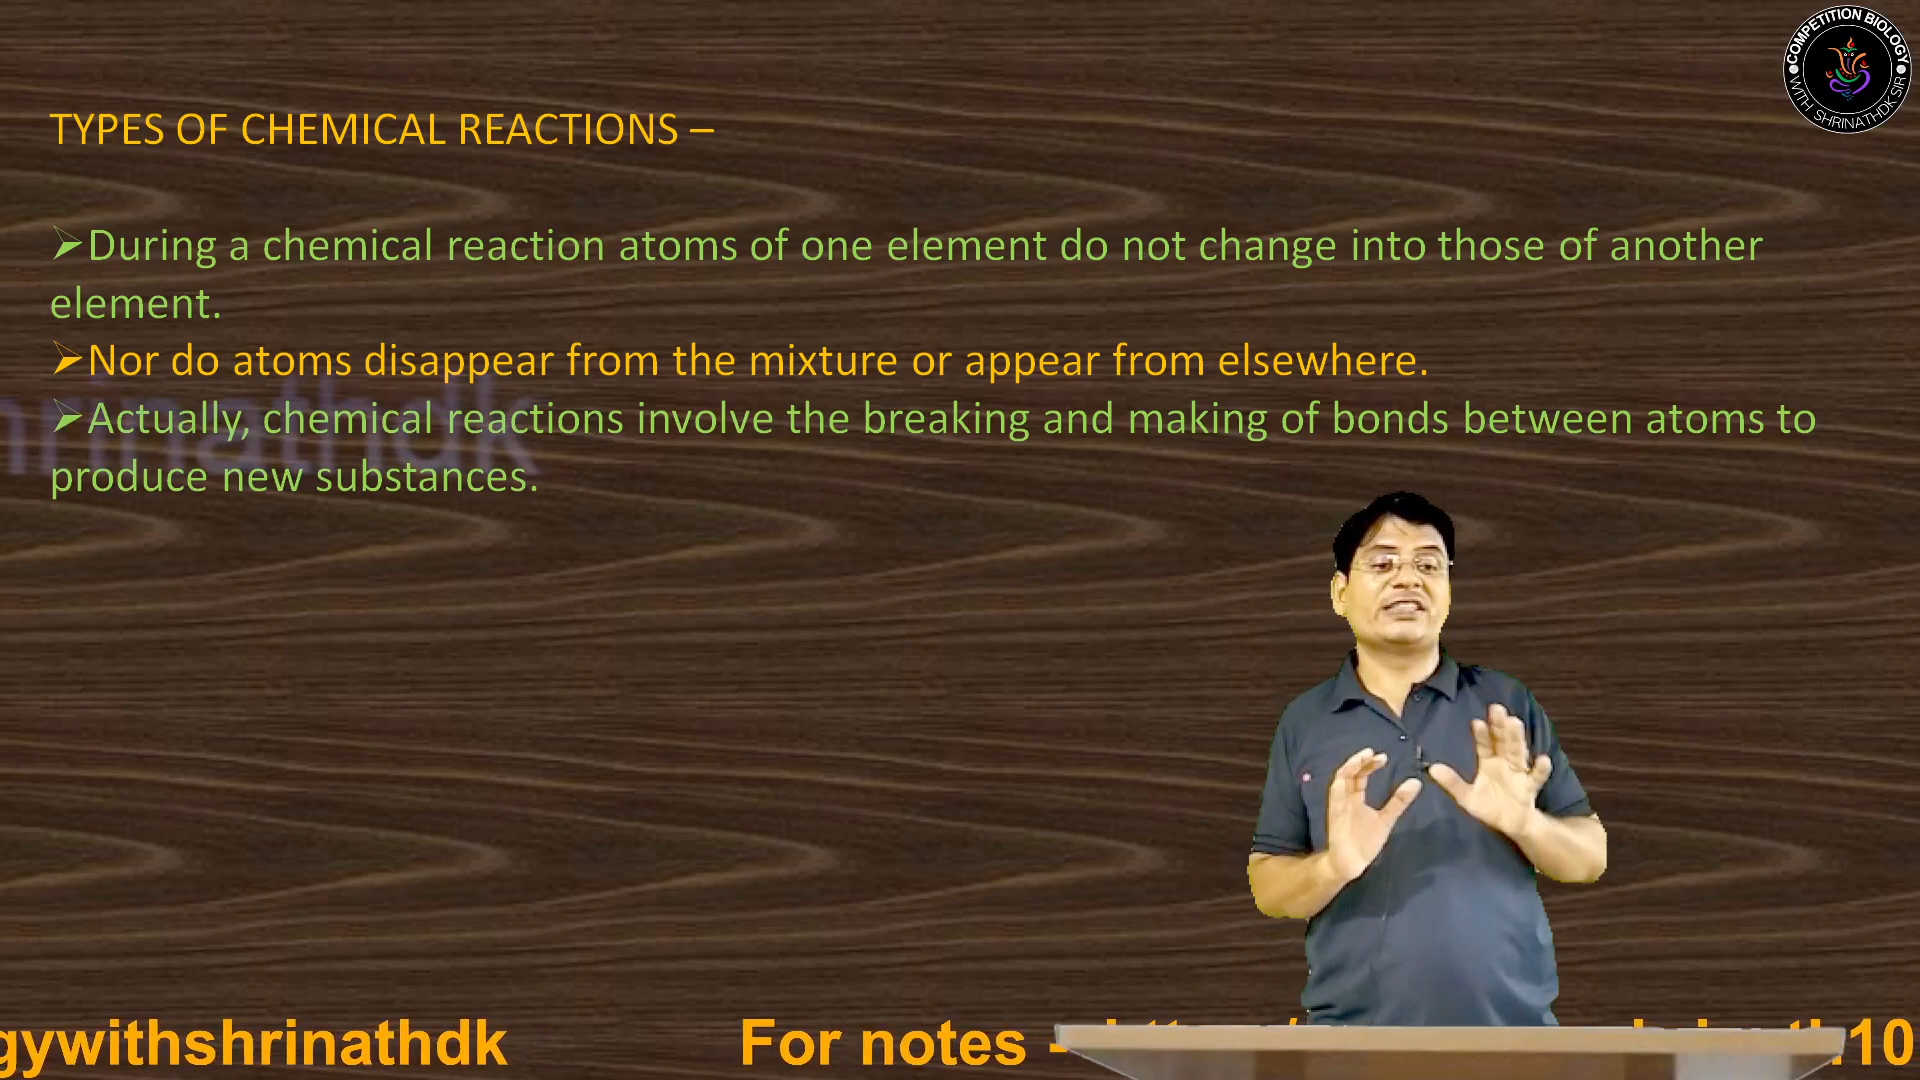 COMPETITION BIOLOGY
WITH SHRINATHDK SIR
TYPES OF CHEMICAL REACTIONS –
➢During a chemical reaction atoms of one element do not change into those of another
element.
➢Nor do atoms disappear from the mixture or appear from elsewhere.
➢Actually, chemical reactions involve the breaking and making of bonds between atoms to
produce new substances.
hrinathdk
gywithshrinathdk For notes - .10